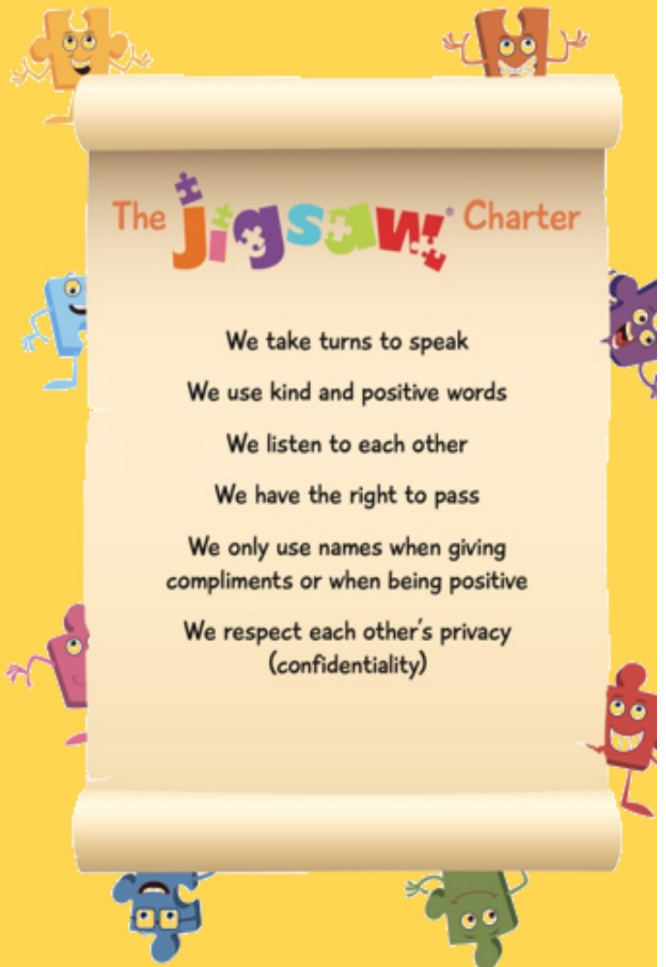 The jigsaw® Charter
We take turns to speak
We use kind and positive words
We listen to each other
We have the right to pass
We only use names when giving
compliments or when being positive
We respect each other's privacy
(confidentiality)